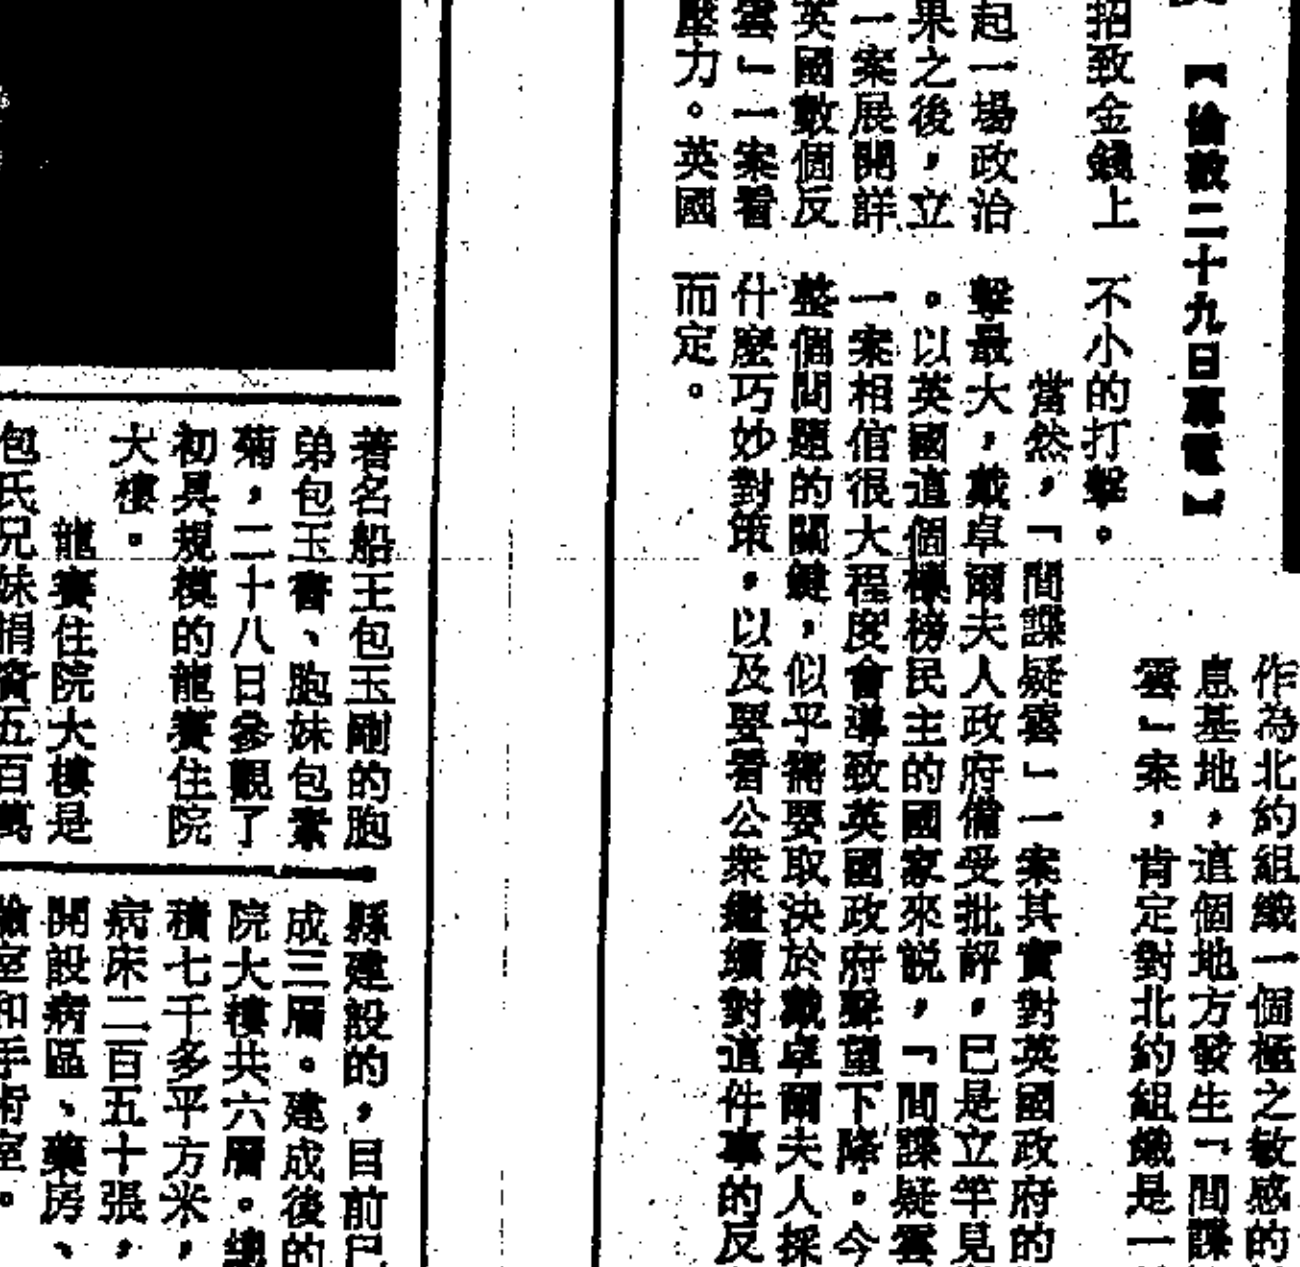 【倫敦二十九日專電】
招致金錢上
起一場政治
果之後，立
一案展開詳
英國數個反
雲」一案看
壓力。英國
作為北約組織一個極之敏感的
息基地，這個地方發生「間諜
雲」案，肯定對北約組織是一
不小的打擊。
當然，「間諜疑雲」一案其實對英國政府的
擊最大，戴卓爾夫人政府備受批評，已是立竿見
。以英國這個標榜民主的國家來説，「間諜疑雲
一案相信很大程度會導致英國政府聲望下降。今
整個問題的關鍵，似乎需要取決於戴卓爾夫人採
什麼巧妙對策，以及要看公衆繼續對這件事的反
而定。
著名船王包玉剛的胞
弟包玉書、胞妹包素
菊，二十八日參觀了
初具規模的龍賽住院
大樓。
龍賽住院大樓是
包氏兄妹捐資五百萬
縣建設的，目前已
成三層。建成後的
院大樓共六層。總
積七千多平方米，
病床二百五十張，
開設病區、藥房、
檢室和手術室。